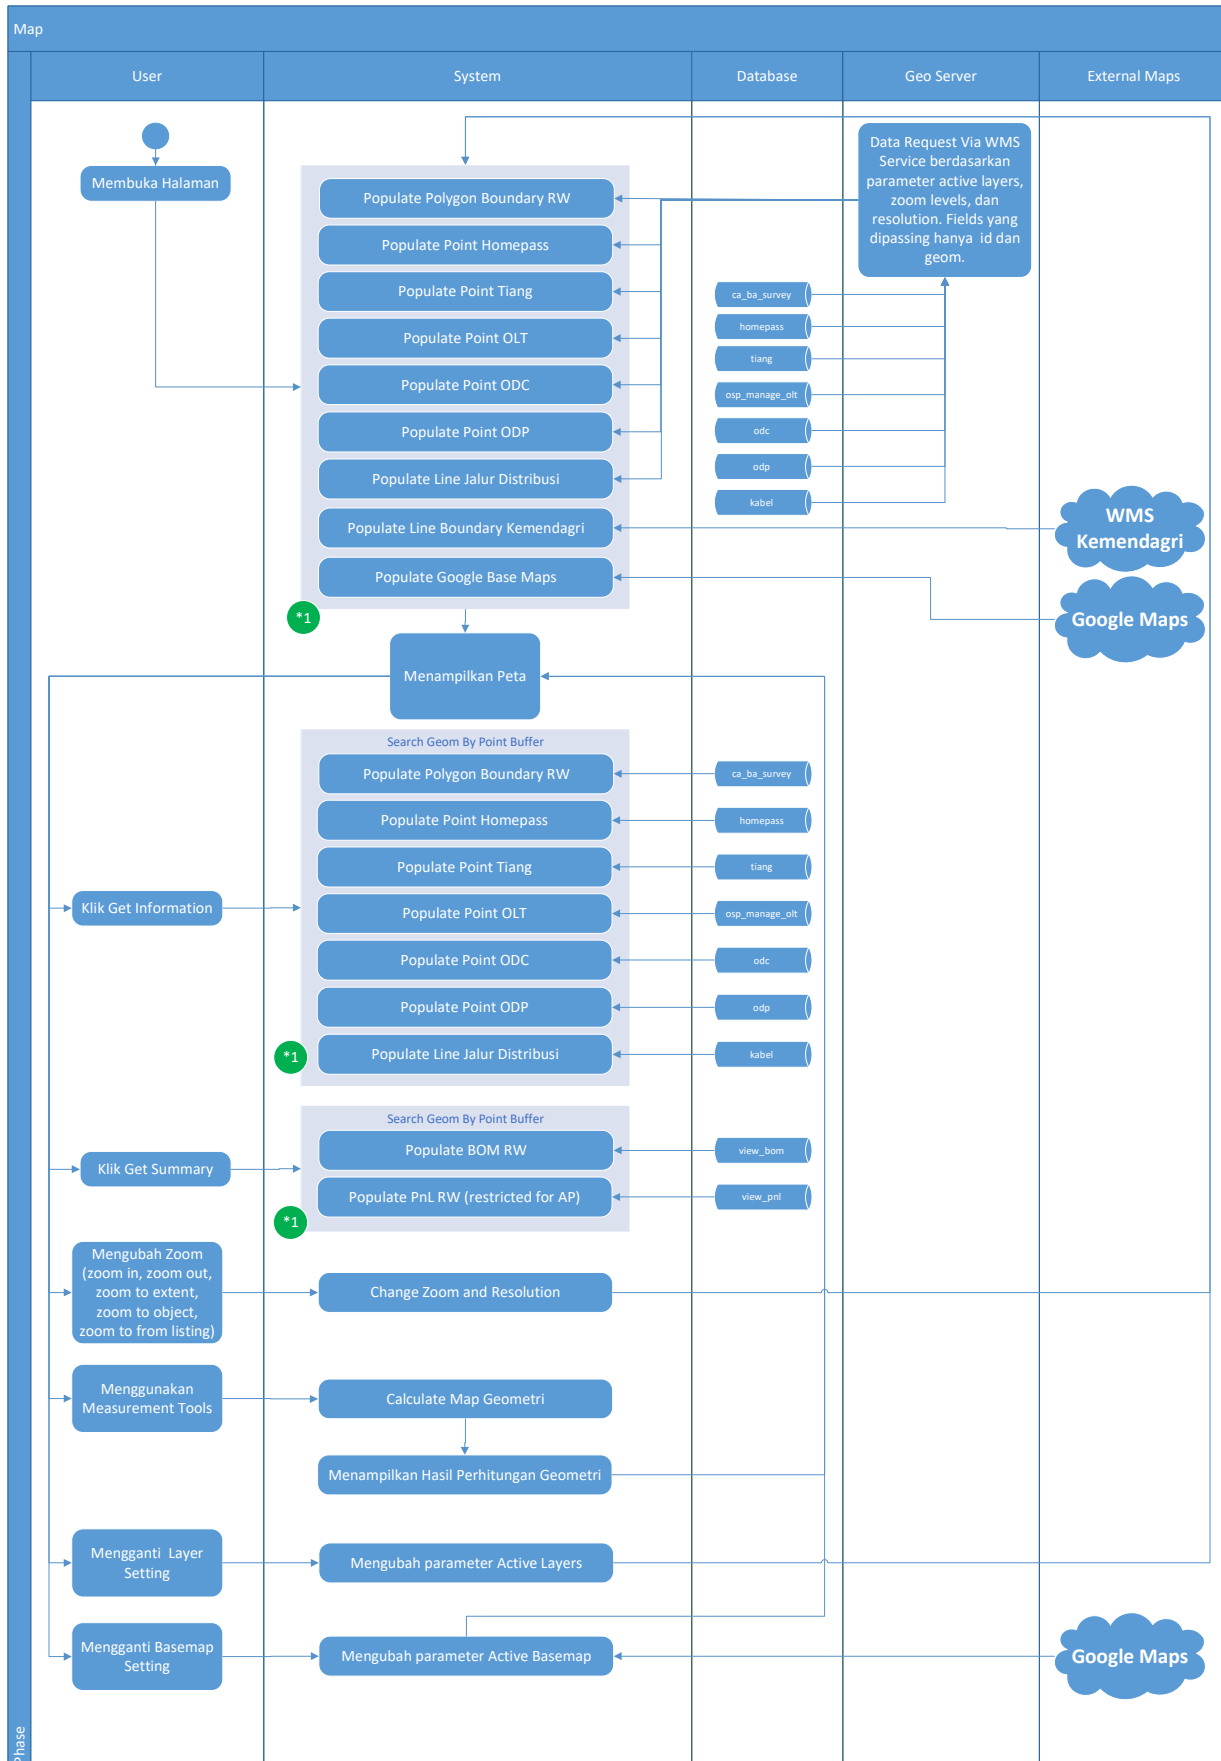 Map
User
System
Database
Geo Server
External Maps
Membuka Halaman
Populate Polygon Boundary RW
Populate Point Homepass
Populate Point Tiang
Populate Point OLT
Populate Point ODC
Populate Point ODP
Populate Line Jalur Distribusi
Populate Line Boundary Kemendagri
Populate Google Base Maps
*1
Data Request Via WMS
Service berdasarkan
parameter active layers,
zoom levels, dan
resolution. Fields yang
dipassing hanya id dan
geom.
ca_ba_survey
homepass
tiang
osp_manage_olt
odc
odp
kabel
WMS
Kemendagri
Google Maps
Menampilkan Peta
Search Geom By Point Buffer
Populate Polygon Boundary RW
Populate Point Homepass
Populate Point Tiang
Populate Point OLT
Populate Point ODC
Populate Point ODP
Populate Line Jalur Distribusi
*1
ca_ba_survey
homepass
tiang
osp_manage_olt
odc
odp
kabel
Klik Get Information
Search Geom By Point Buffer
Populate BOM RW
Populate PnL RW (restricted for AP)
*1
view_bom
view_pnl
Klik Get Summary
Mengubah Zoom
(zoom in, zoom out,
zoom to extent,
zoom to object,
zoom to from listing)
Change Zoom and Resolution
Menggunakan
Measurement Tools
Calculate Map Geometri
Menampilkan Hasil Perhitungan Geometri
Mengganti Layer
Setting
Mengubah parameter Active Layers
Mengganti Basemap
Setting
Mengubah parameter Active Basemap
Google Maps
Phase